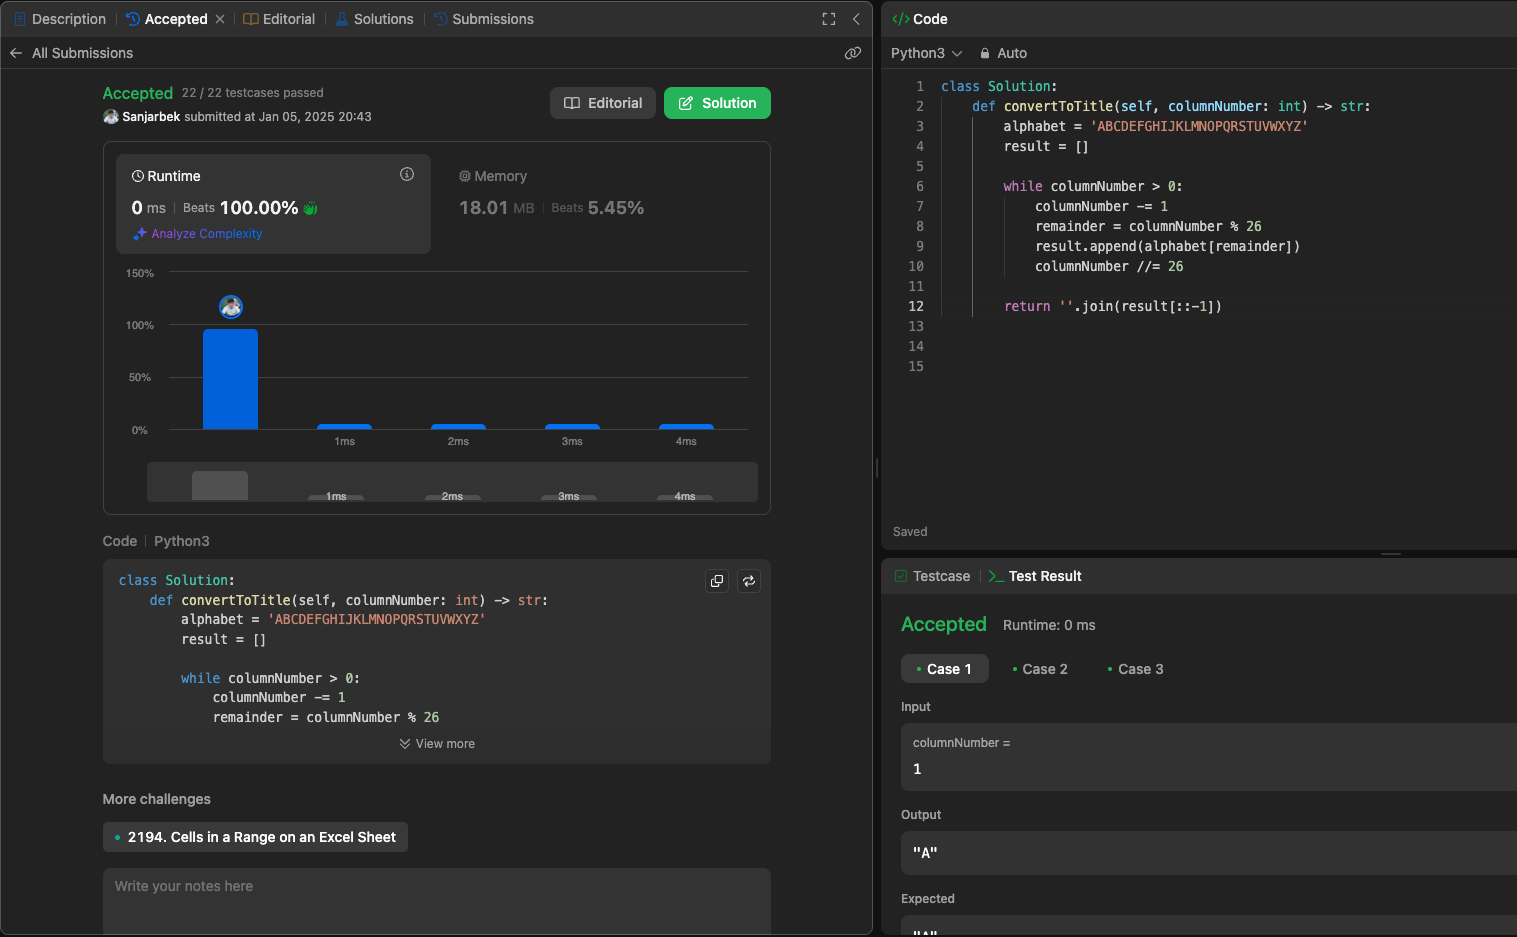 Description
Accepted
Editorial
Solutions
Submissions
All Submissions
Accepted 22 / 22 testcases passed
Sanjarbek submitted at Jan 05, 2025 20:43
Editorial
Solution
Runtime
0 ms Beats 100.00%
Analyze Complexity
Memory
18.01 MB Beats 5.45%
150%
100%
50%
0%
1ms 2ms 3ms 4ms
1ms 2ms 3ms 4ms
Code Python3
class Solution:
    def convertToTitle(self, columnNumber: int) -> str:
        alphabet = 'ABCDEFGHIJKLMNOPQRSTUVWXYZ'
        result = []
        while columnNumber > 0:
            columnNumber -= 1
            remainder = columnNumber % 26
View more
More challenges
2194. Cells in a Range on an Excel Sheet
Write your notes here
</> Code
Python3 Auto
1 class Solution:
2     def convertToTitle(self, columnNumber: int) -> str:
3         alphabet = 'ABCDEFGHIJKLMNOPQRSTUVWXYZ'
4         result = []
5
6         while columnNumber > 0:
7             columnNumber -= 1
8             remainder = columnNumber % 26
9             result.append(alphabet[remainder])
10             columnNumber //= 26
11
12         return ''.join(result[::-1])
13
14
15
Saved
Testcase
>_ Test Result
Accepted Runtime: 0 ms
Case 1
Case 2
Case 3
Input
columnNumber =
1
Output
"A"
Expected
"A"